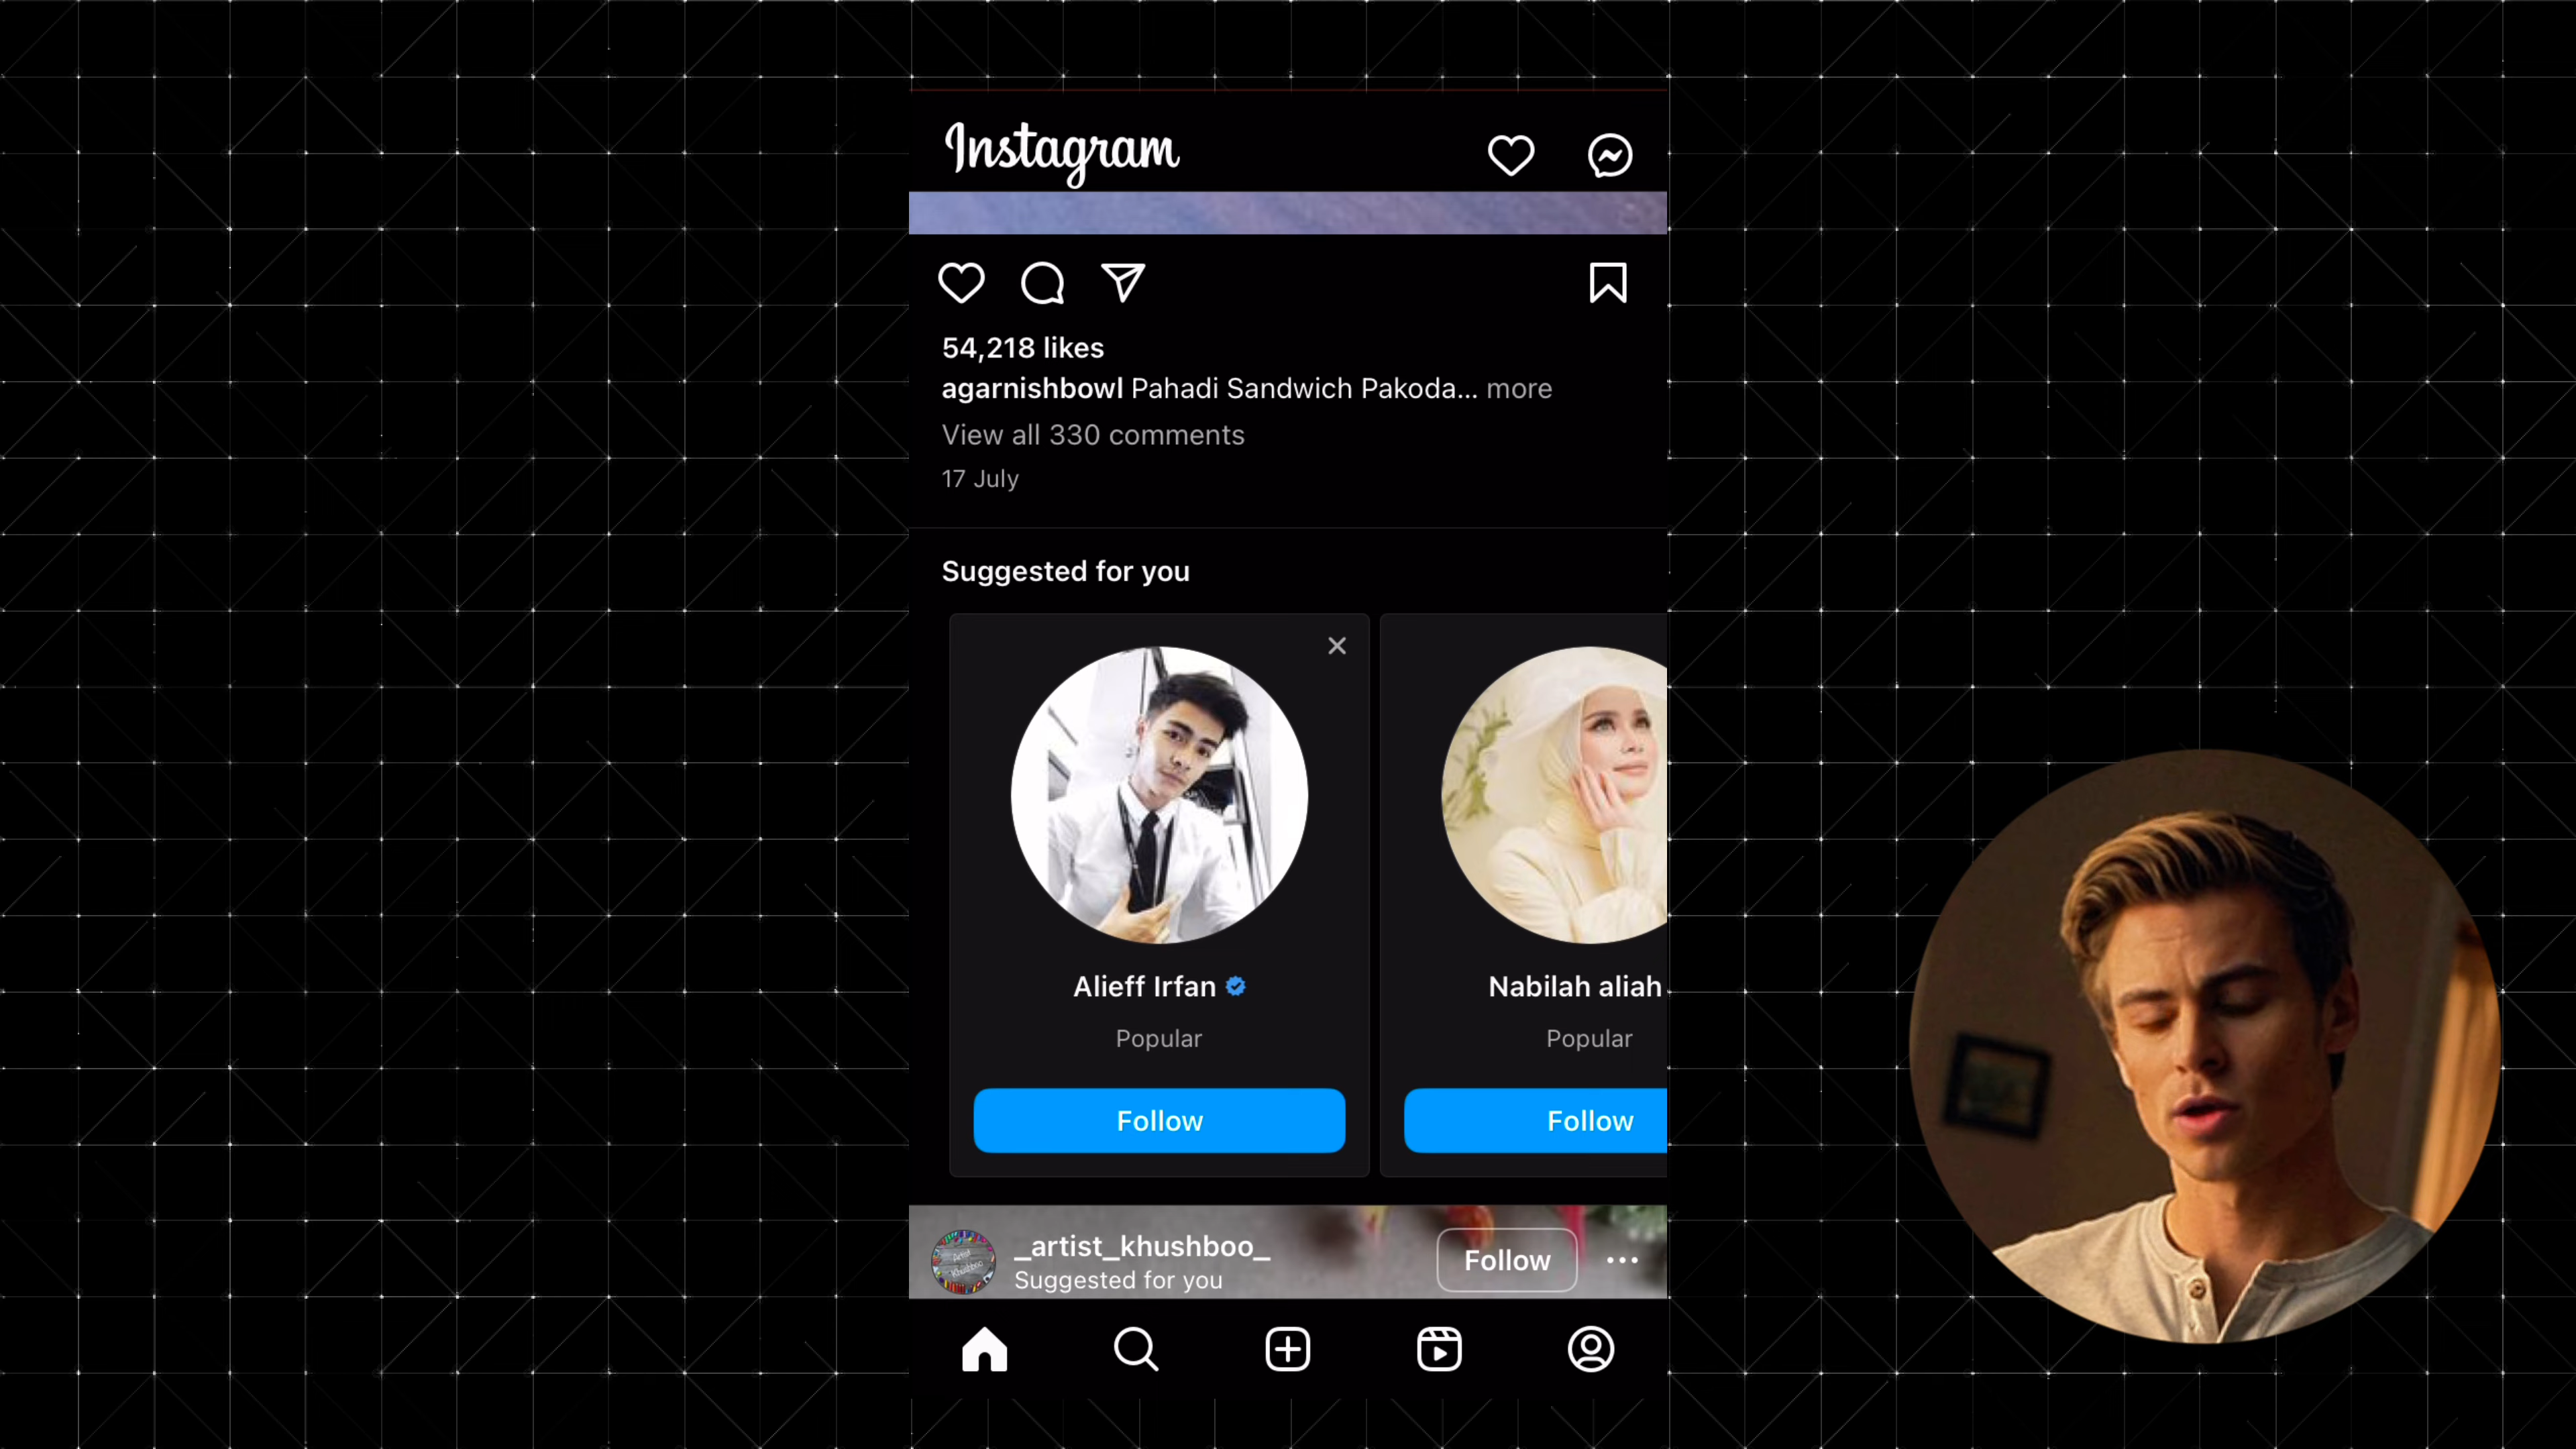 Instagram
54,218 likes
agarnishbowl Pahadi Sandwich Pakoda... more
View all 330 comments
17 July
Suggested for you
Alieff Irfan
Popular
Follow
Nabilah aliah
Popular
Follow
_artist_khushboo_
Suggested for you
Follow